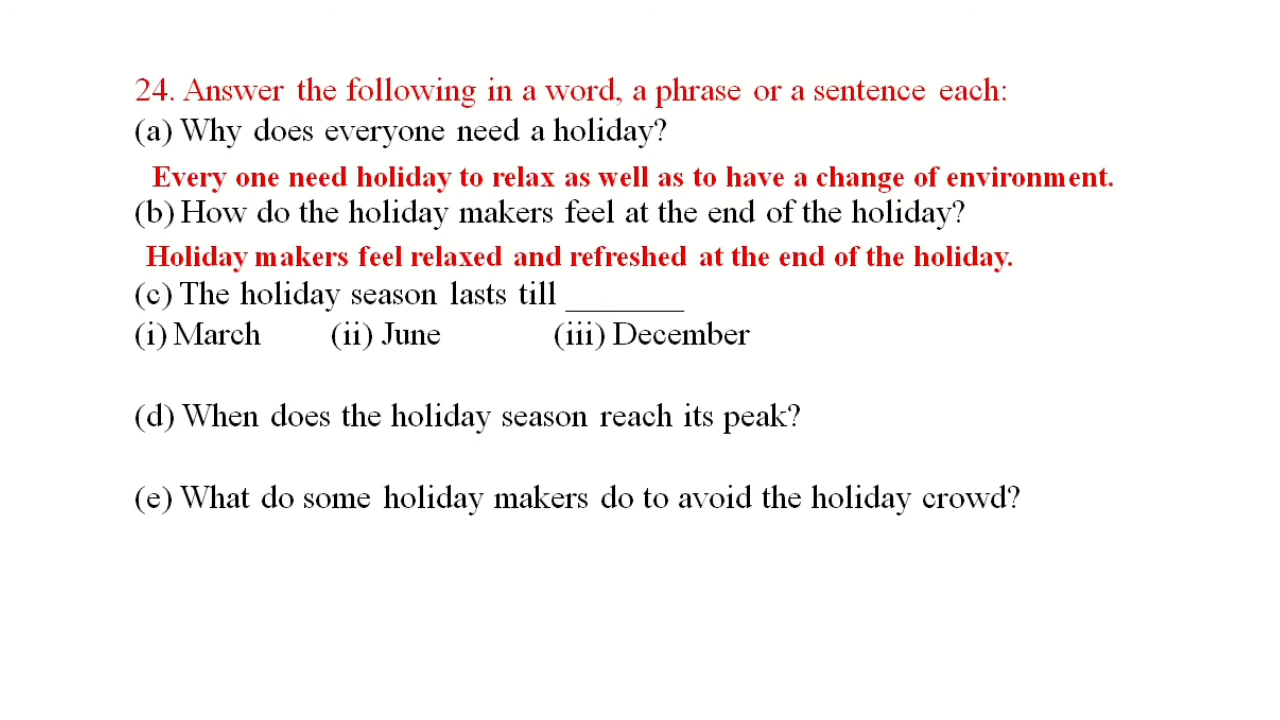 24. Answer the following in a word, a phrase or a sentence each:
(a) Why does everyone need a holiday?
Every one need holiday to relax as well as to have a change of environment.
(b) How do the holiday makers feel at the end of the holiday?
Holiday makers feel relaxed and refreshed at the end of the holiday.
(c) The holiday season lasts till _______
(i) March (ii) June (iii) December
(d) When does the holiday season reach its peak?
(e) What do some holiday makers do to avoid the holiday crowd?